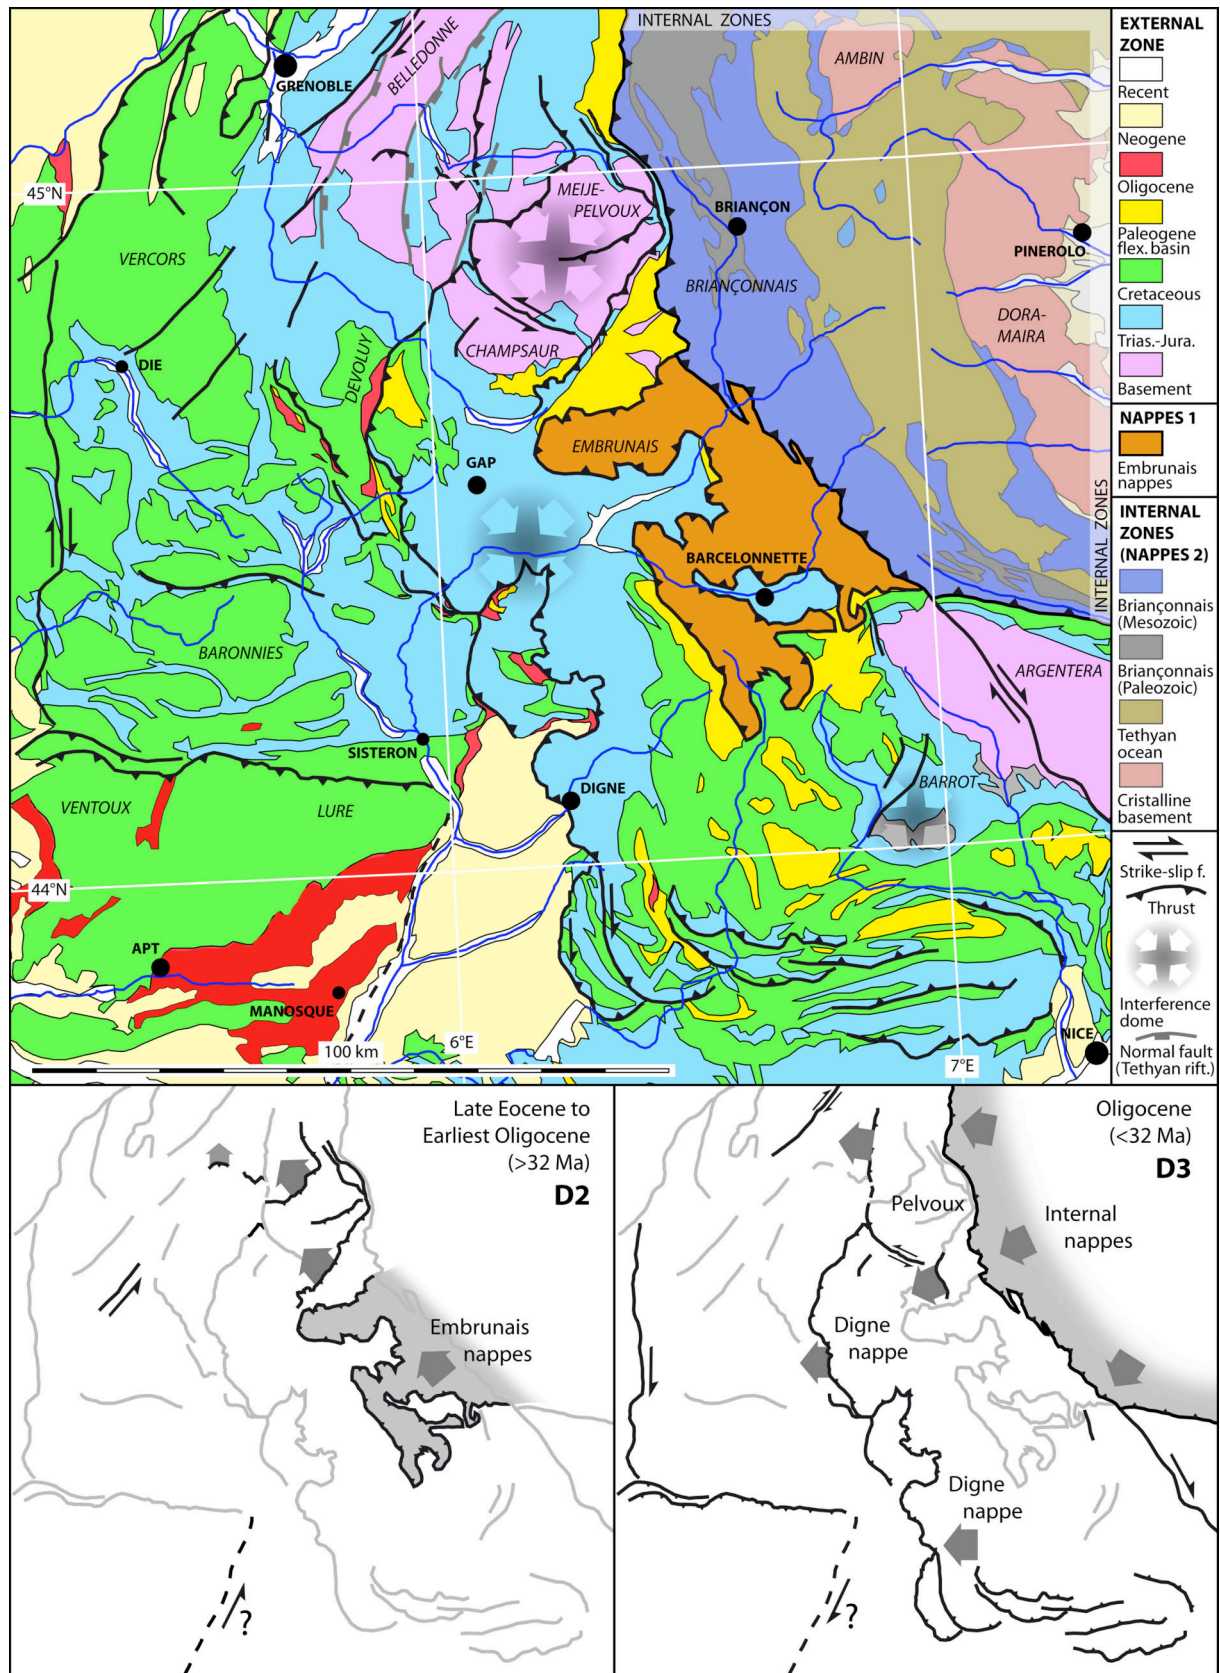 INTERNAL ZONES
BELLEDONNE
GRENOBLE
AMBIN
45°N
MEIJE-
PELVOUX
BRIANÇON
PINEROLO
VERCORS
BRIANÇONNAIS
DORA-
MAIRA
CHAMPSAUR
DIE
DEVOLUY
EMBRUNAIS
GAP
INTERNAL ZONES
BARCELONNETTE
BARONNIES
ARGENTERA
SISTERON
BARROT
DIGNE
VENTOUX
LURE
44°N
APT
MANOSQUE
100 km
6°E
7°E
NICE
EXTERNAL
ZONE
Recent
Neogene
Oligocene
Paleogene
flex.basin
Cretaceous
Trias.-Jura.
Basement
NAPPES 1
Embrunais
nappes
INTERNAL
ZONES
(NAPPES 2)
Briançonnais
(Mesozoic)
Briançonnais
(Paleozoic)
Tethyan
ocean
Cristalline
basement
Strike-slip f.
Thrust
Interference
dome
Normal fault
(Tethyan rift.)
Late Eocene to
Earliest Oligocene
(>32 Ma)
D2
Embrunais
nappes
?
Oligocene
(<32 Ma)
D3
Pelvoux
Internal
nappes
Digne
nappe
Digne
nappe
?